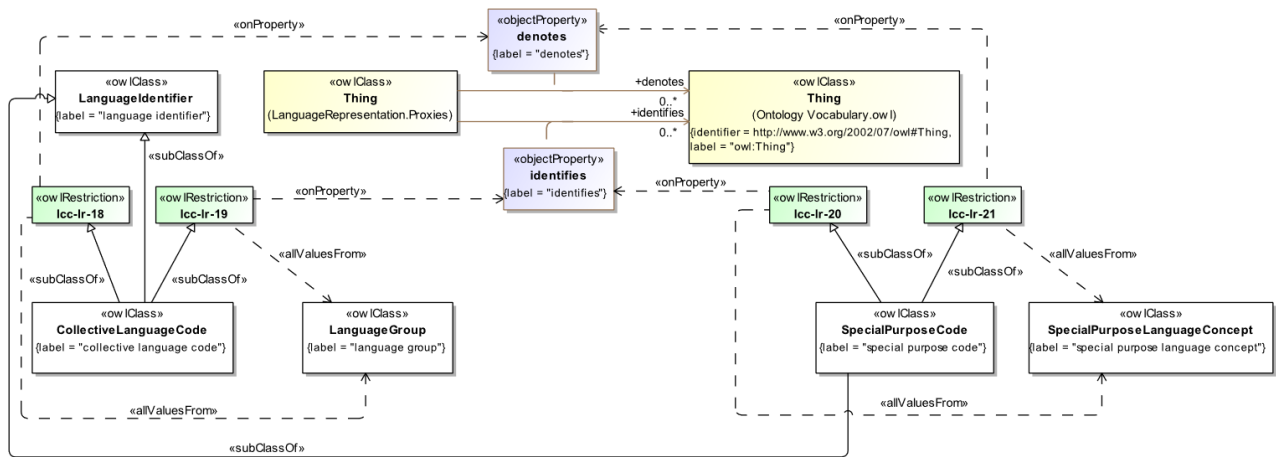 «onProperty»
«objectProperty»
denotes
{label = "denotes"}
«onProperty»
«owlClass»
LanguageIdentifier
{label = "language identifier"}
«owlClass»
Thing
(LanguageRepresentation.Proxies)
+denotes
0..*
+identifies
0..*
«owlClass»
Thing
(Ontology Vocabulary.owl)
{identifier = http://www.w3.org/2002/07/owl#Thing,
label = "owl:Thing"}
«subClassOf»
«objectProperty»
identifies
{label = "identifies"}
«onProperty»
«onProperty»
«owlRestriction»
lcc-lr-18
«owlRestriction»
lcc-lr-19
«owlRestriction»
lcc-lr-20
«owlRestriction»
lcc-lr-21
«allValuesFrom»
«subClassOf»
«subClassOf»
«allValuesFrom»
«subClassOf»
«subClassOf»
«owlClass»
CollectiveLanguageCode
{label = "collective language code"}
«owlClass»
LanguageGroup
{label = "language group"}
«owlClass»
SpecialPurposeCode
{label = "special purpose code"}
«owlClass»
SpecialPurposeLanguageConcept
{label = "special purpose language concept"}
«allValuesFrom»
«allValuesFrom»
«subClassOf»